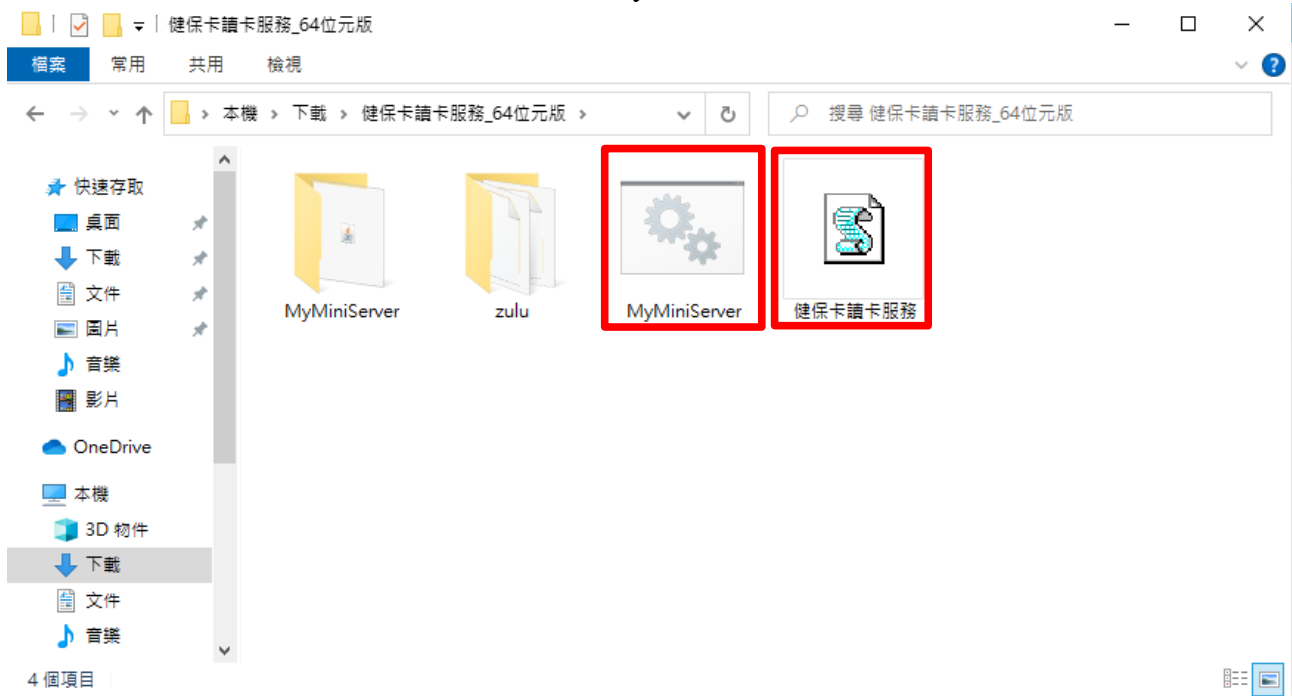 健保卡讀卡服務_64位元版
檔案 常用 共用 檢視
本機 > 下載 > 健保卡讀卡服務_64位元版 >
搜尋 健保卡讀卡服務_64位元版
快速存取
桌面
下載
文件
圖片
音樂
影片
OneDrive
本機
3D 物件
下載
文件
音樂
MyMiniServer
zulu
MyMiniServer
健保卡讀卡服務
4 個項目